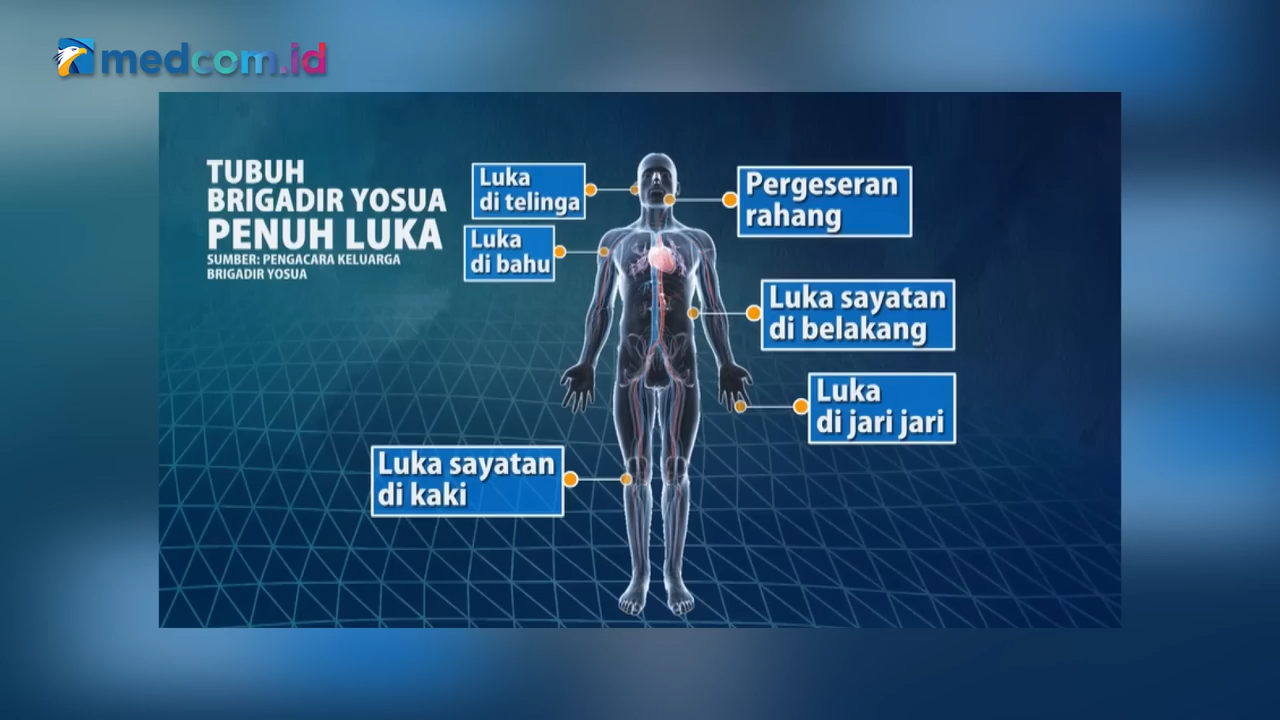 medcom.id
TUBUH
BRIGADIR YOSUA
PENUH LUKA
SUMBER: PENGACARA KELUARGA
BRIGADIR YOSUA
Luka
di telinga
Pergeseran
rahang
Luka
di bahu
Luka sayatan
di belakang
Luka
di jari jari
Luka sayatan
di kaki